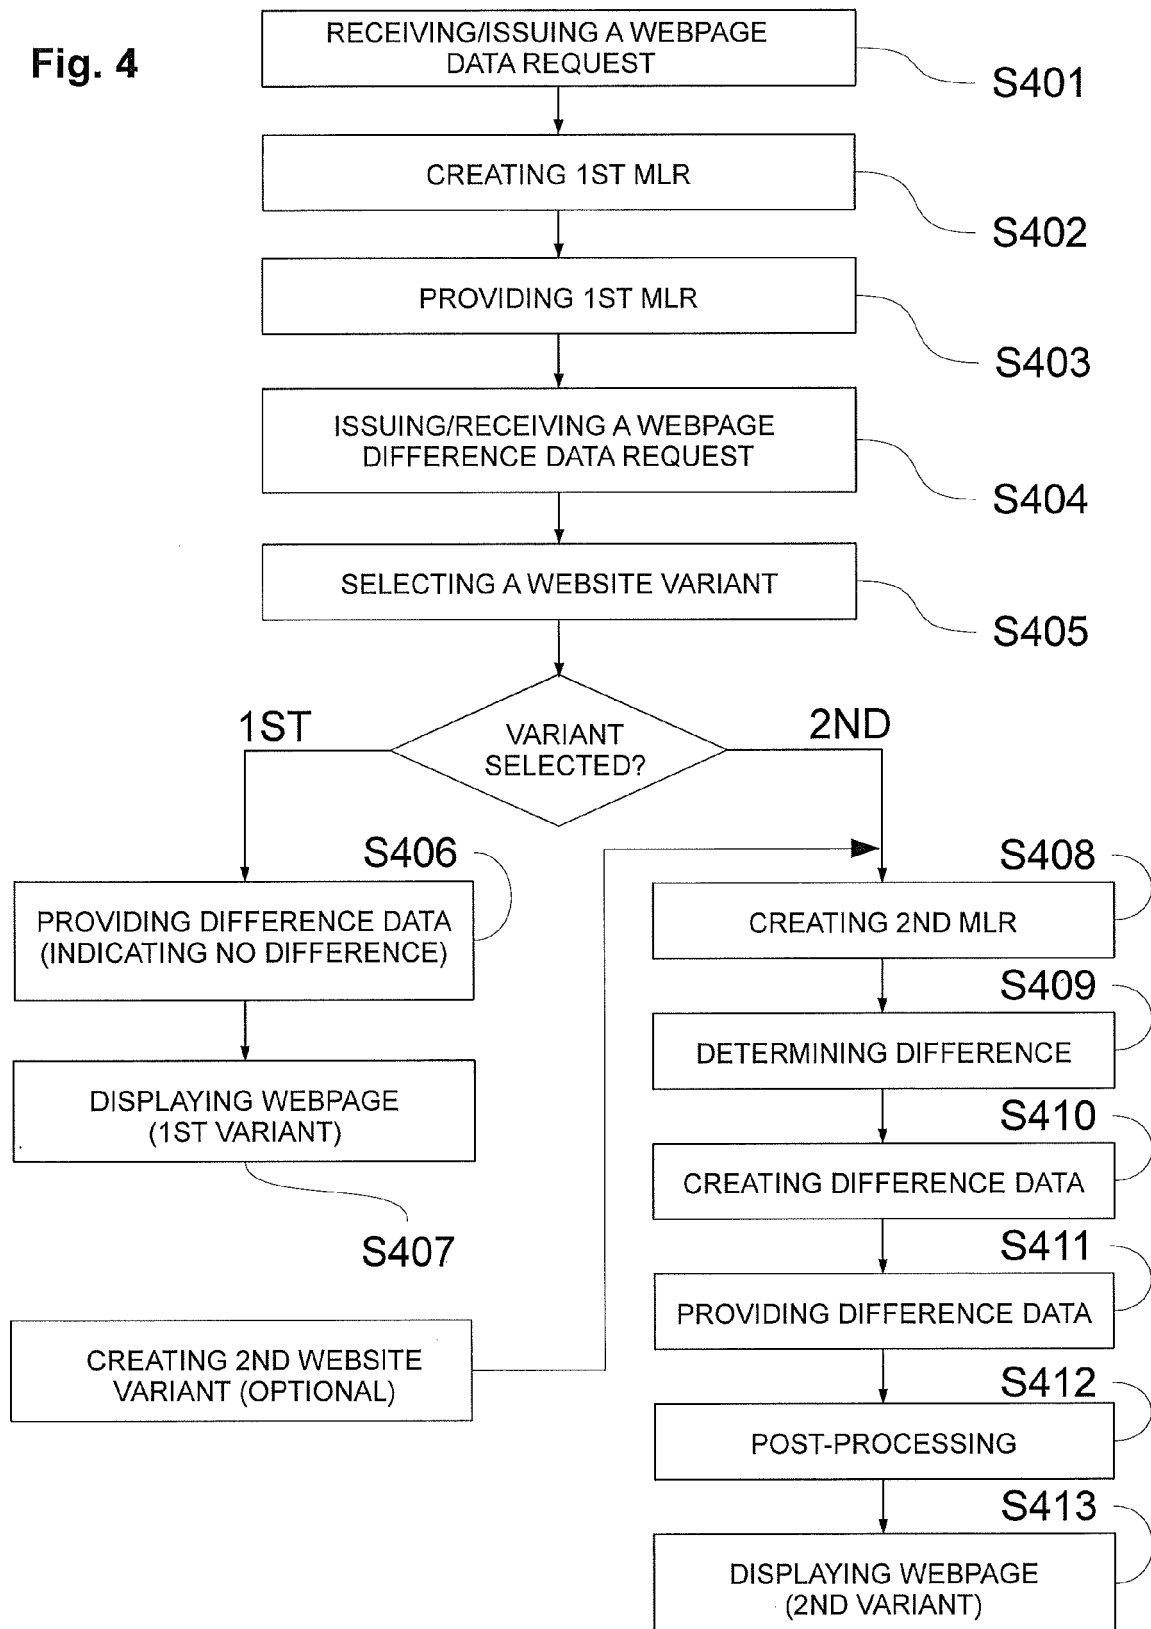 Fig. 4
RECEIVING/ISSUING A WEBPAGE
DATA REQUEST
S401
CREATING 1ST MLR
S402
PROVIDING 1ST MLR
S403
ISSUING/RECEIVING A WEBPAGE
DIFFERENCE DATA REQUEST
S404
SELECTING A WEBSITE VARIANT
S405
VARIANT
SELECTED?
1ST
2ND
S406
PROVIDING DIFFERENCE DATA
(INDICATING NO DIFFERENCE)
DISPLAYING WEBPAGE
(1ST VARIANT)
S407
CREATING 2ND WEBSITE
VARIANT (OPTIONAL)
S408
CREATING 2ND MLR
S409
DETERMINING DIFFERENCE
S410
CREATING DIFFERENCE DATA
S411
PROVIDING DIFFERENCE DATA
S412
POST-PROCESSING
S413
DISPLAYING WEBPAGE
(2ND VARIANT)